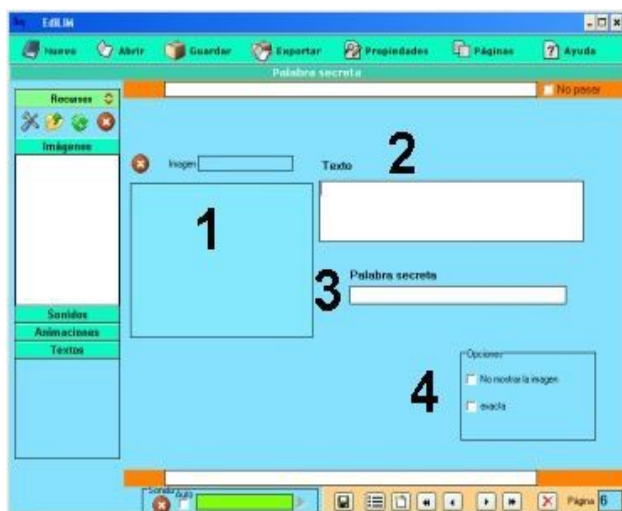 EdiLIM
Nuevo Abrir Guardar Exportar Propiedades Páginas ? Ayuda
Palabra secreta
Recursos
No pasar
Imágenes
Imagen
Texto
2
1
3
Palabra secreta
Sonidos
Animaciones
Textos
Opciones
No mostrar la imagen
4
exacta
Sonido
Auto
Página 6